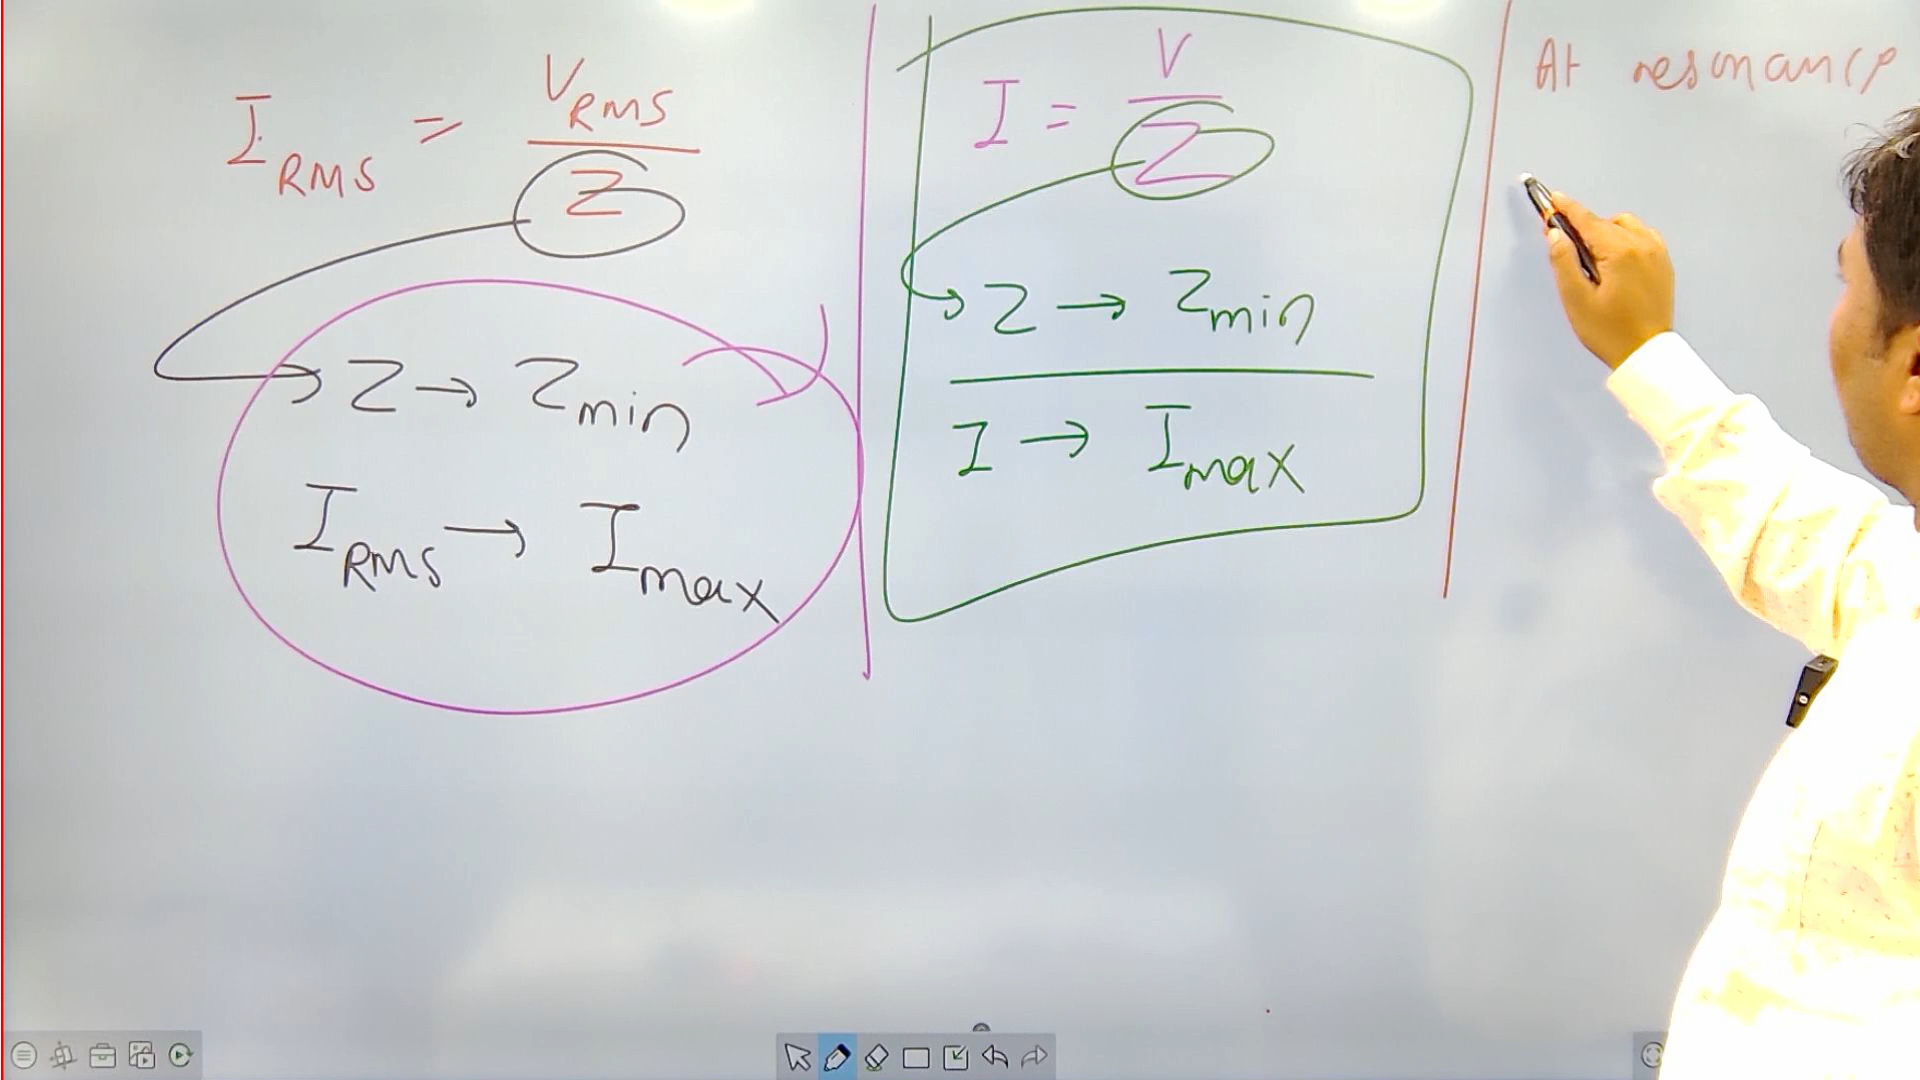 I_RMS = V_RMS / Z
Z → Z_min
I_RMS → I_max
I = V / Z
Z → Z_min
I → I_max
At resonance